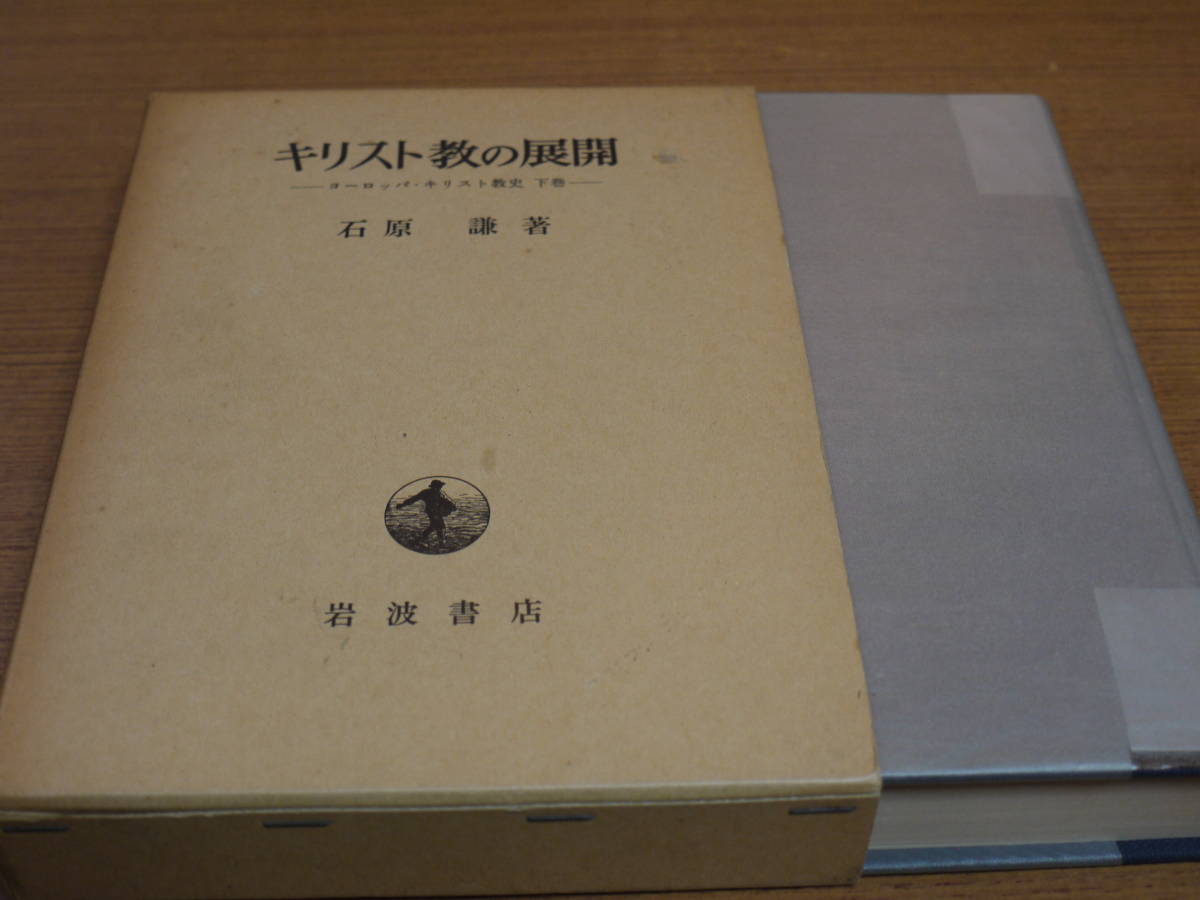 キリスト教の展開
――ヨーロッパ・キリスト教史 下巻――
石原 謙著
岩波書店